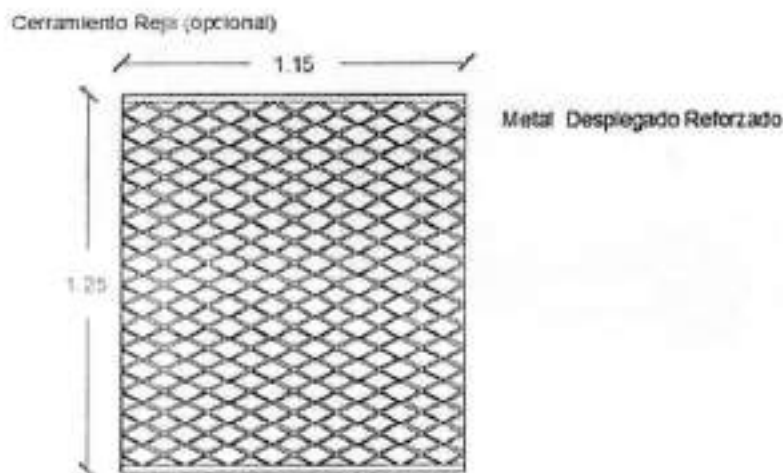 Cerramiento Reja (opcional)
1.15
Metal Desplegado Reforzado
1.25